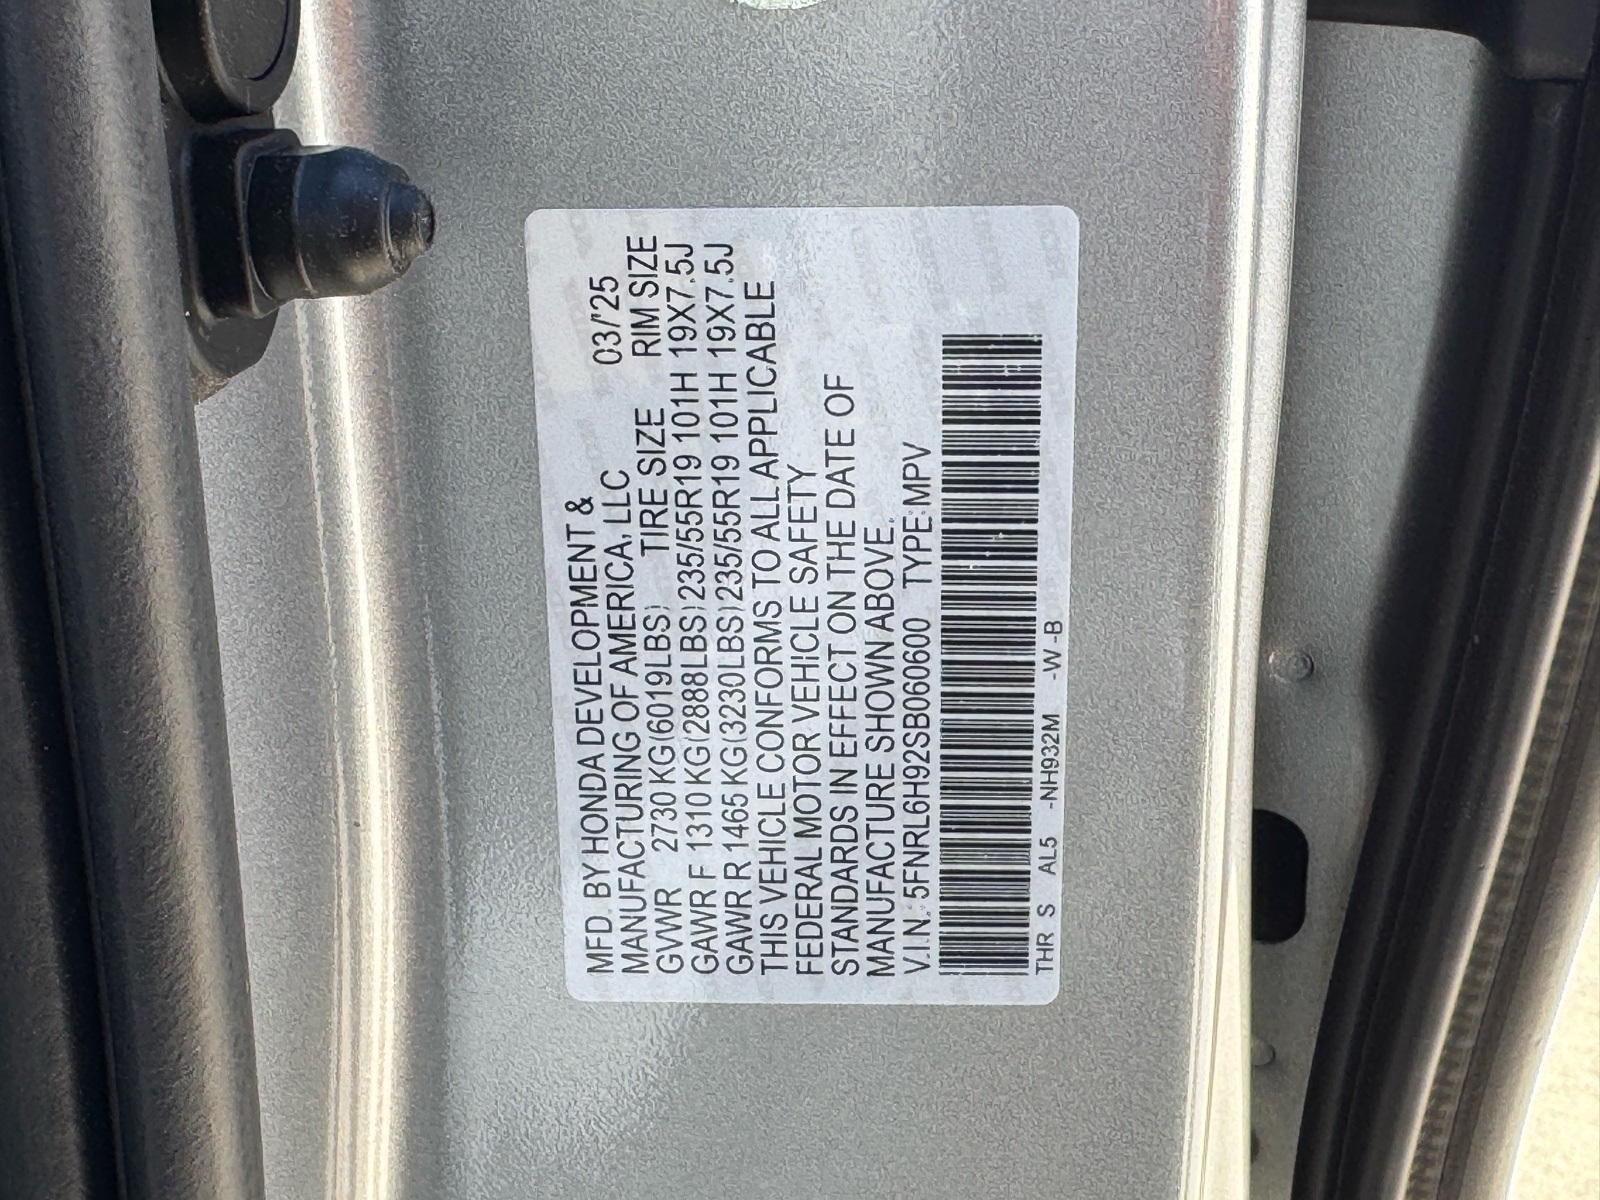 MFD. BY HONDA DEVELOPMENT &
MANUFACTURING OF AMERICA, LLC 03/'25
GVWR 2730 KG(6019LBS) TIRE SIZE RIM SIZE
GAWR F 1310 KG(2888LBS) 235/55R19 101H 19X7.5J
GAWR R 1465 KG(3230LBS) 235/55R19 101H 19X7.5J
THIS VEHICLE CONFORMS TO ALL APPLICABLE
FEDERAL MOTOR VEHICLE SAFETY
STANDARDS IN EFFECT ON THE DATE OF
MANUFACTURE SHOWN ABOVE.
V.I.N.: 5FNRL6H92SB060600 TYPE:MPV
THR S AL5 -NH932M -W -B